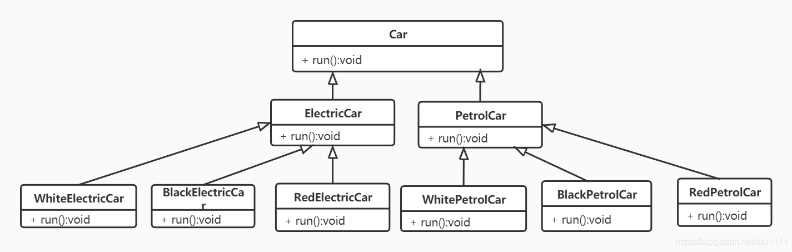 Car
+ run():void
ElectricCar
+ run():void
PetrolCar
+ run():void
WhiteElectricCar
+ run():void
BlackElectricCa
r
+ run():void
RedElectricCar
+ run():void
WhitePetrolCar
+ run():void
BlackPetrolCar
+ run():void
RedPetrolCar
+ run():void